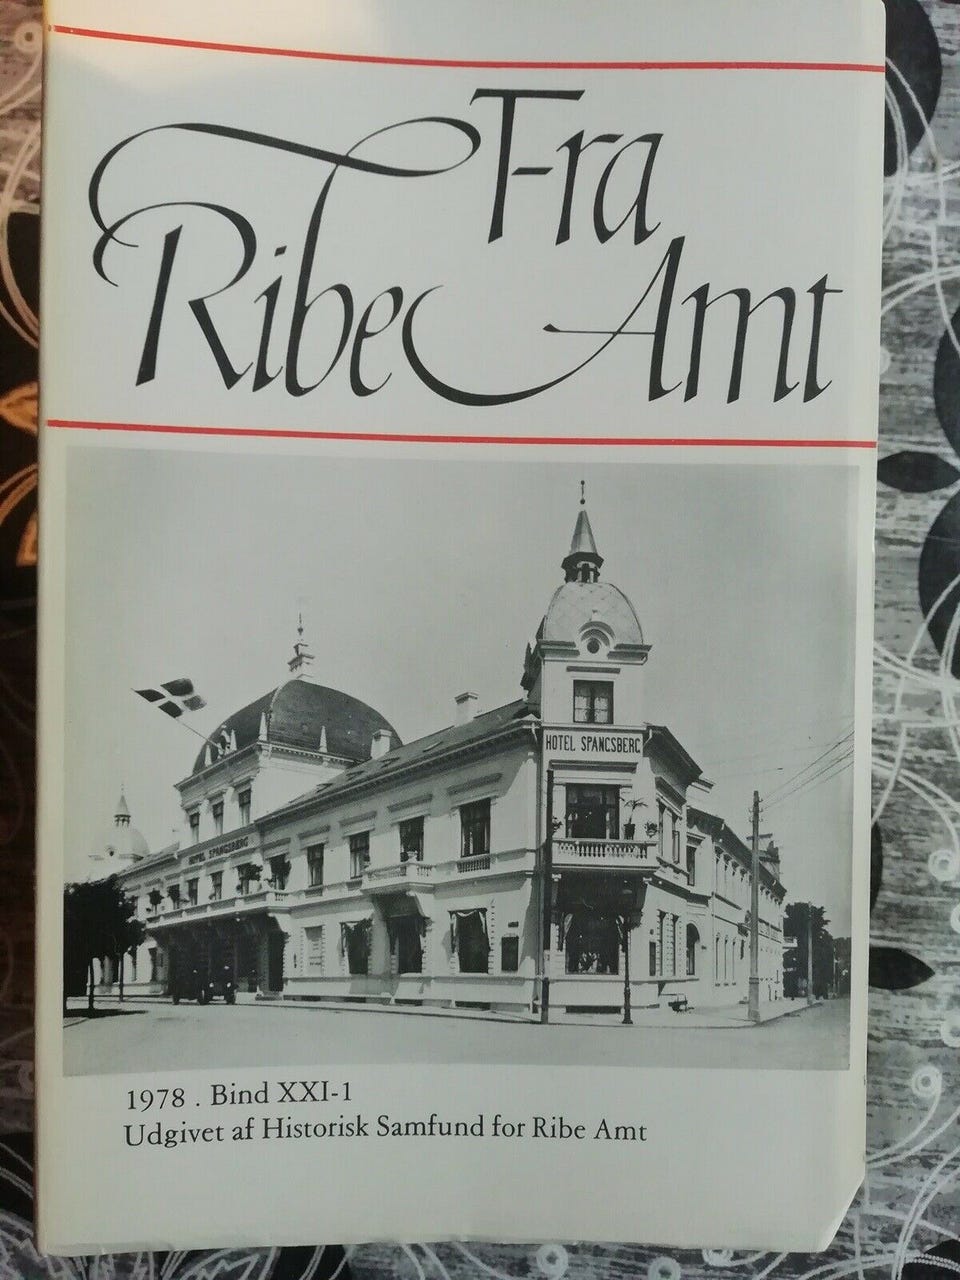 Fra
Ribe Amt
HOTEL SPANGSBERG
HOTEL SPANGSBERG
1978 . Bind XXI-1
Udgivet af Historisk Samfund for Ribe Amt